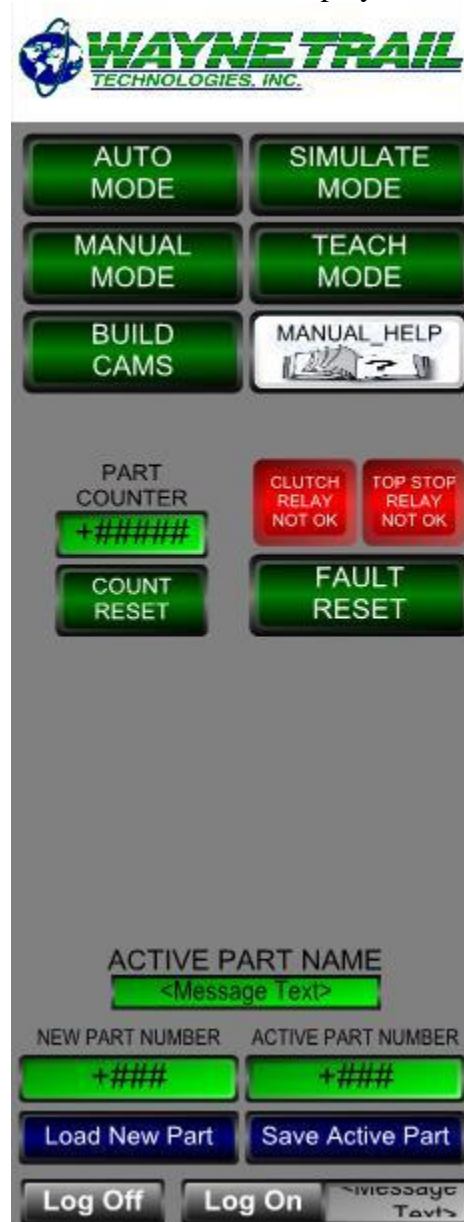 WAYNE TRAIL
TECHNOLOGIES, INC.
AUTO
MODE
SIMULATE
MODE
MANUAL
MODE
TEACH
MODE
BUILD
CAMS
MANUAL_HELP
?
PART
COUNTER
+#####
COUNT
RESET
CLUTCH
RELAY
NOT OK
TOP STOP
RELAY
NOT OK
FAULT
RESET
ACTIVE PART NAME
<Message Text>
NEW PART NUMBER
+###
ACTIVE PART NUMBER
+###
Load New Part
Save Active Part
Log Off
Log On
<Message
Text>